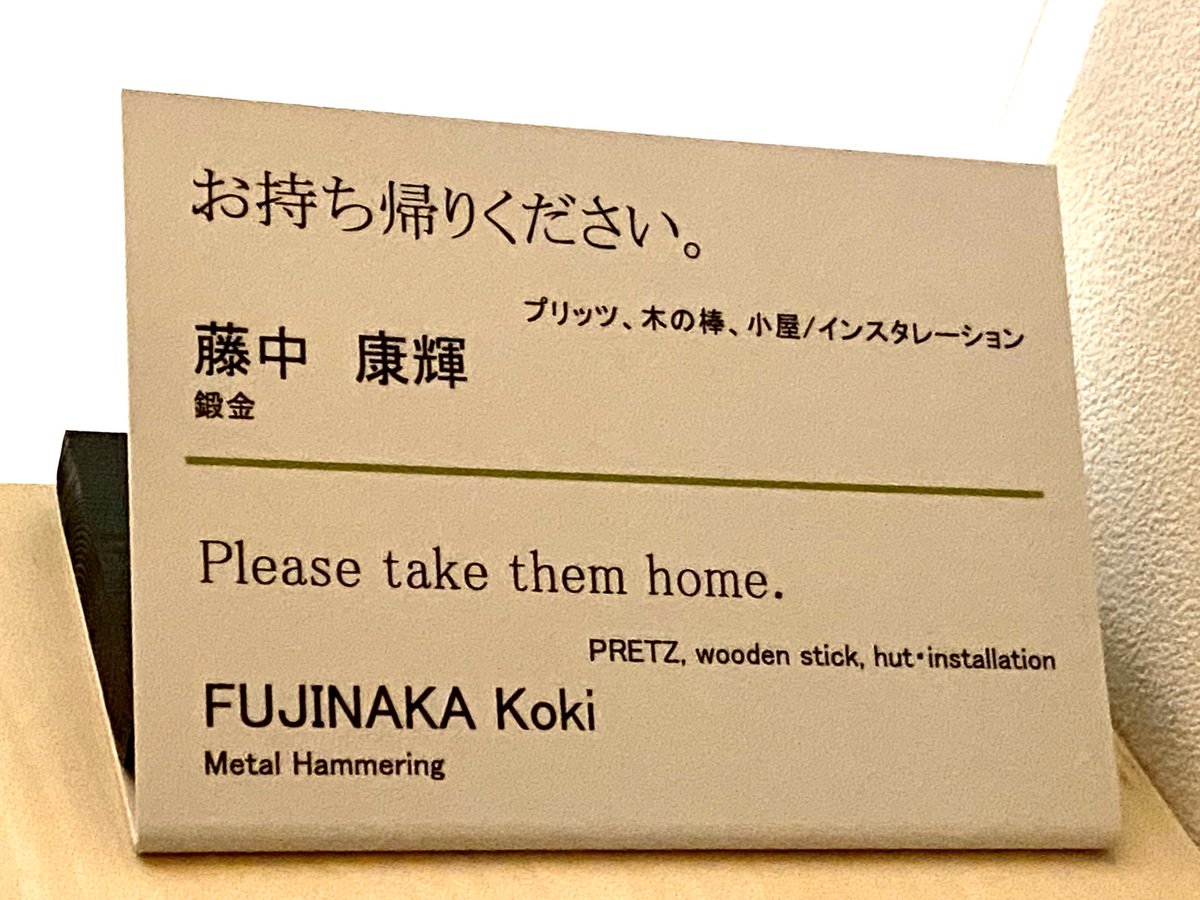 お持ち帰りください。
プリッツ、木の棒、小屋/インスタレーション
藤中　康輝
鍛金
Please take them home.
PRETZ, wooden stick, hut・installation
FUJINAKA Koki
Metal Hammering